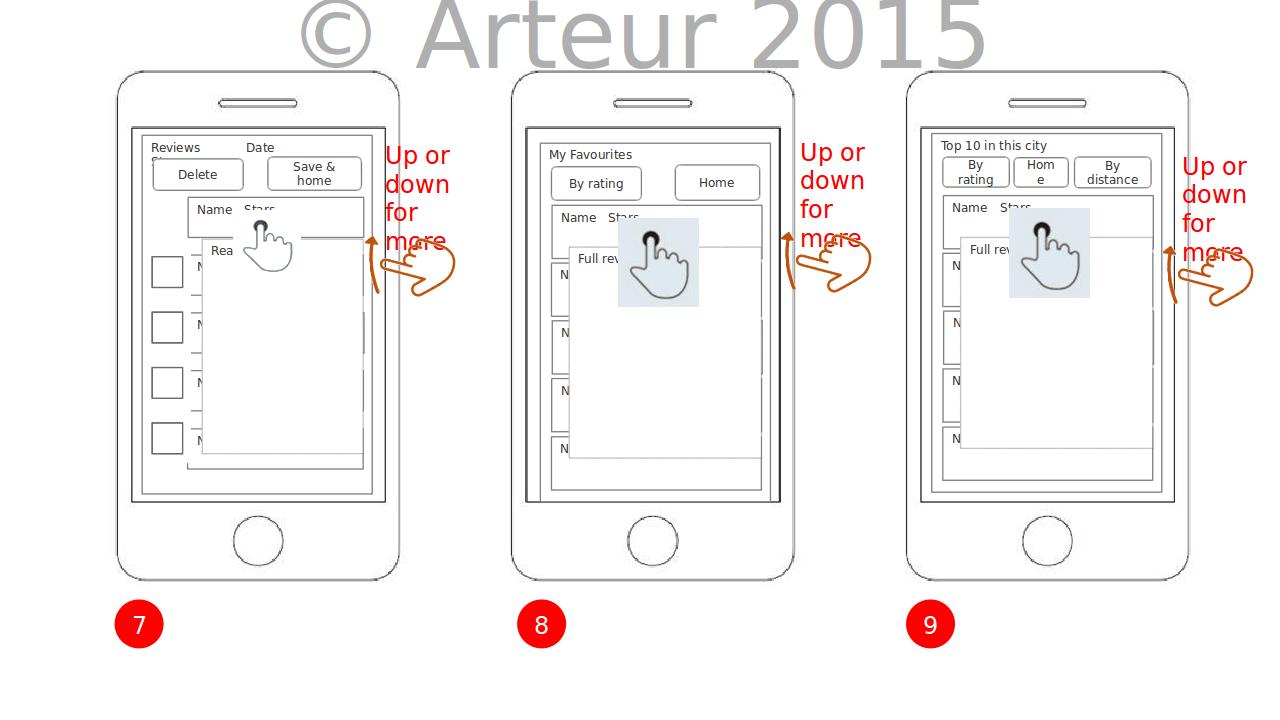 © Arteur 2015
Reviews Date
Delete
Save &
home
Name Stars
Rea
N
N
N
N
Up or
down
for
more
7
My Favourites
By rating
Home
Name Stars
Full rev
N
N
N
N
Up or
down
for
more
8
Top 10 in this city
By
rating
Hom
e
By
distance
Name Stars
Full rev
N
N
N
N
Up or
down
for
more
9